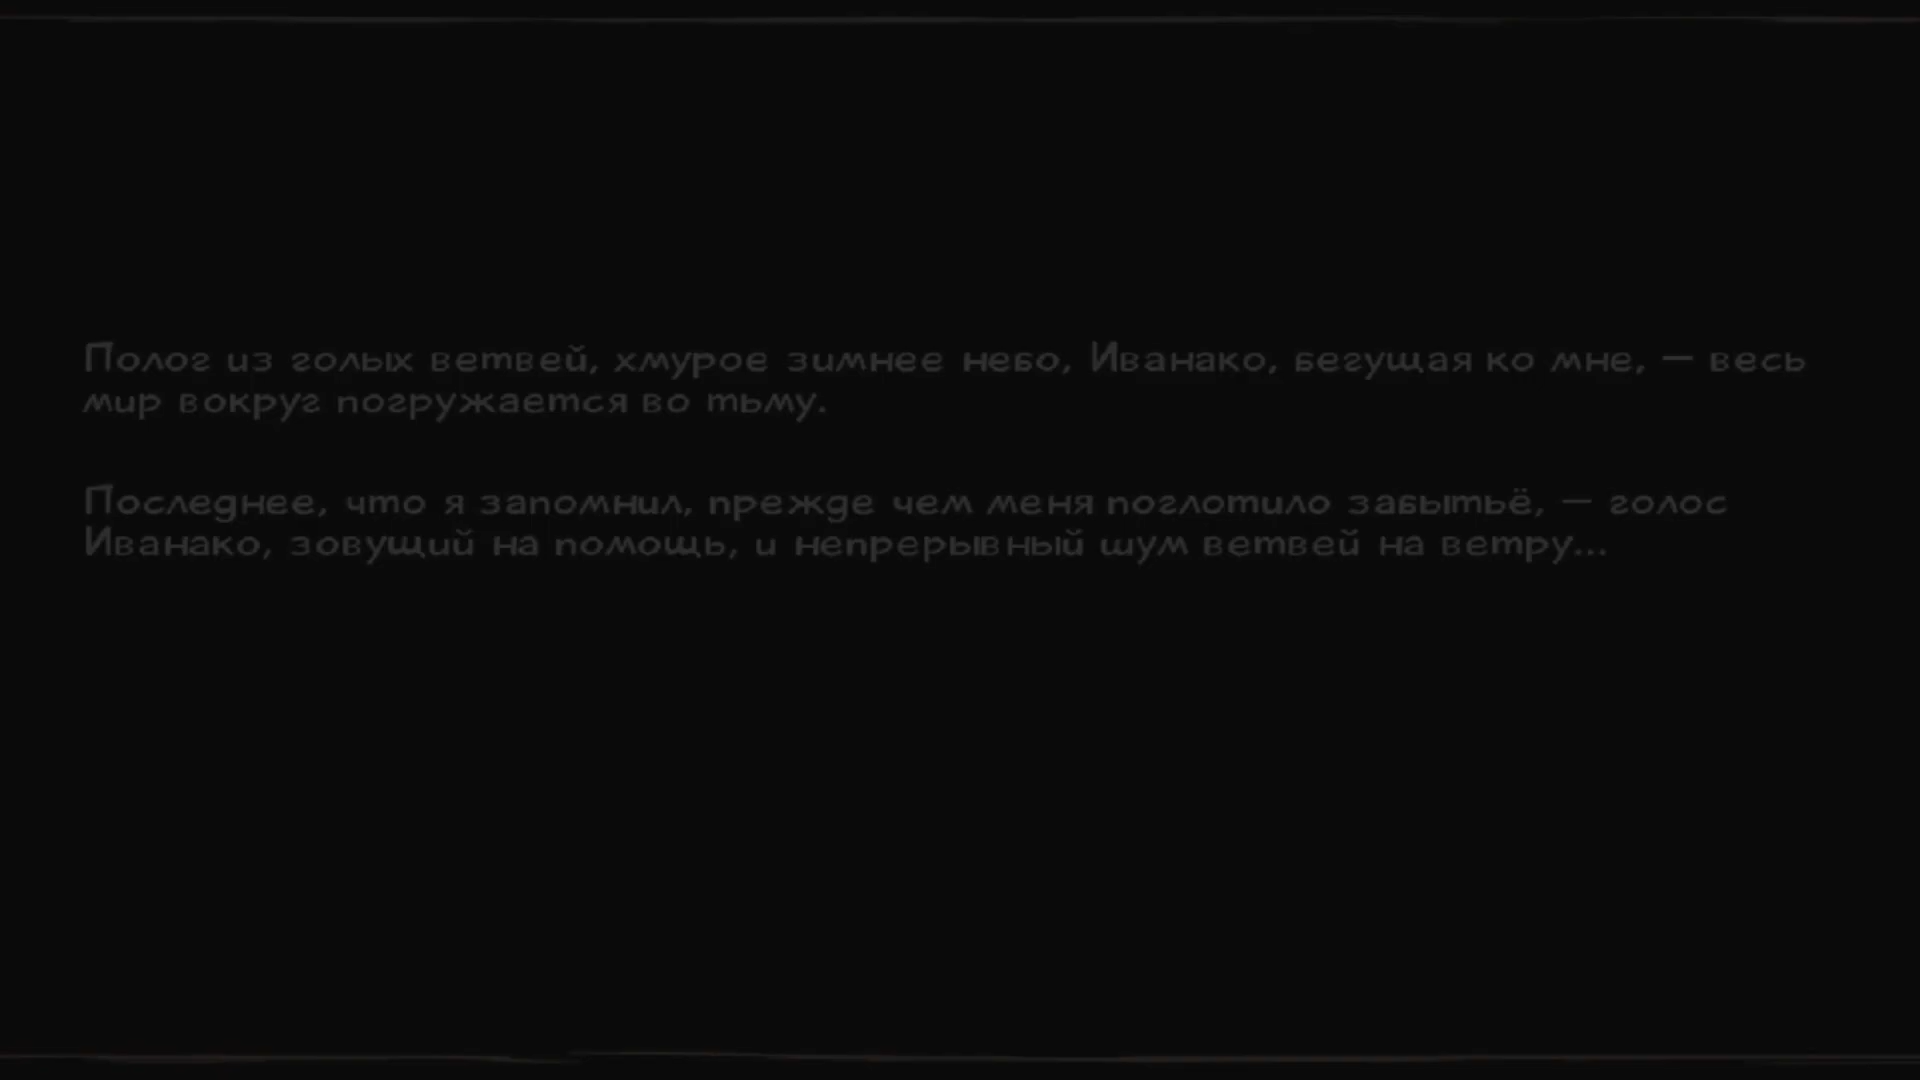 Полог из голых ветвей, хмурое зимнее небо, Иванако, бегущая ко мне, — весь
мир вокруг погружается во тьму.
Последнее, что я запомнил, прежде чем меня поглотило забытьё, — голос
Иванако, зовущий на помощь, и непрерывный шум ветвей на ветру...